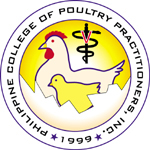 PHILIPPINE COLLEGE OF POULTRY PRACTITIONERS, INC.
1999